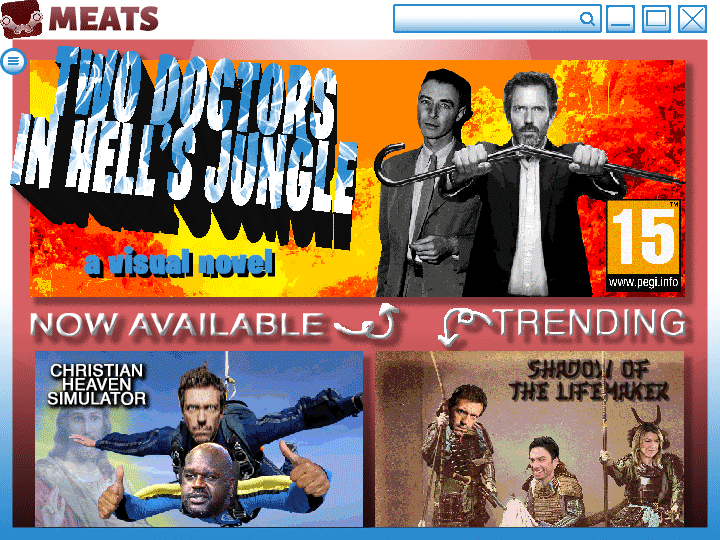 MEATS
TWO DOCTORS
IN HELL'S JUNGLE
a visual novel
15
TM
www.pegi.info
NOW AVAILABLE
TRENDING
CHRISTIAN
HEAVEN
SIMULATOR
SHADOW OF
THE LIFEMAKER